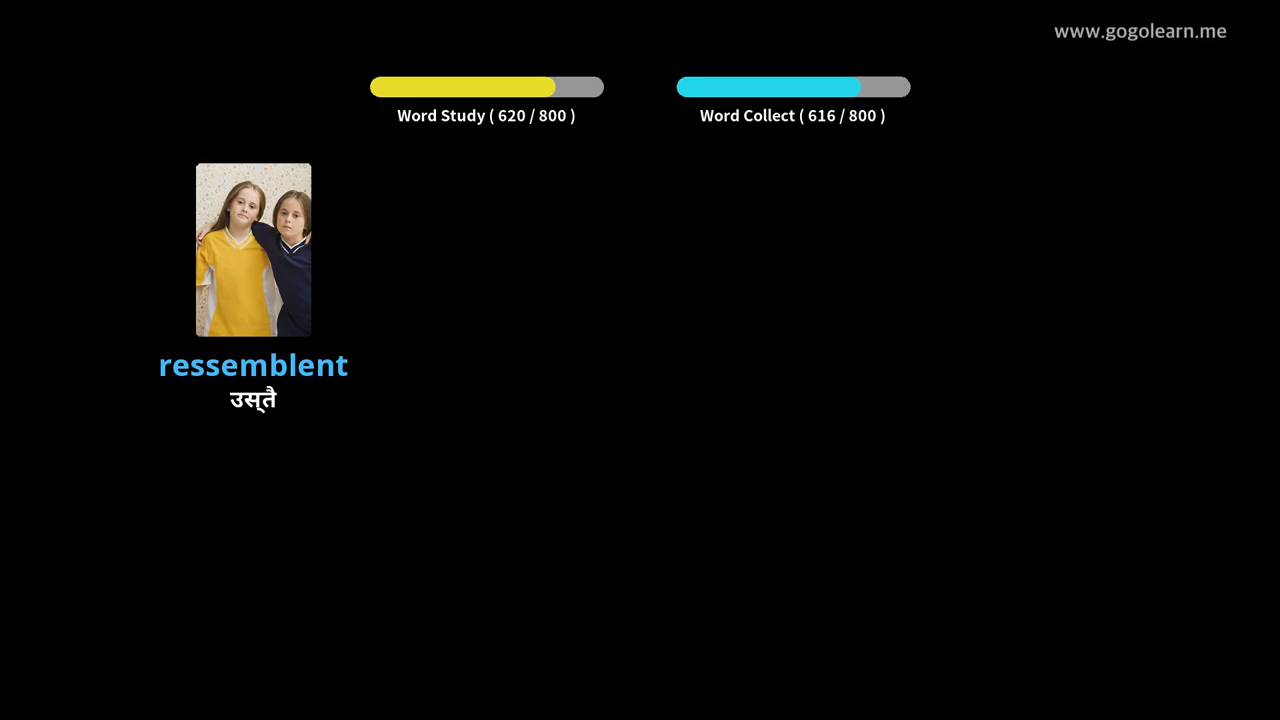 www.gogolearn.me
Word Study ( 620 / 800 )
Word Collect ( 616 / 800 )
ressemblent
उस्तै